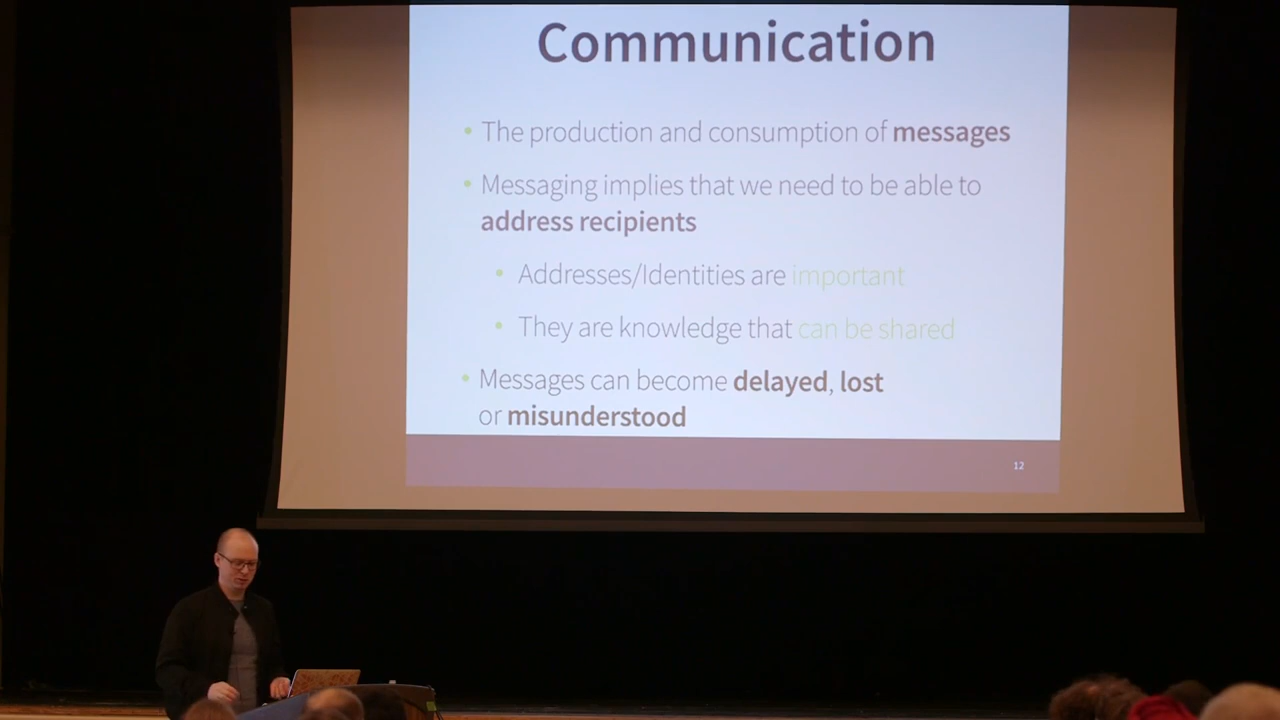 Communication
• The production and consumption of messages
• Messaging implies that we need to be able to
address recipients
• Addresses/Identities are important
• They are knowledge that can be shared
• Messages can become delayed, lost
or misunderstood
12